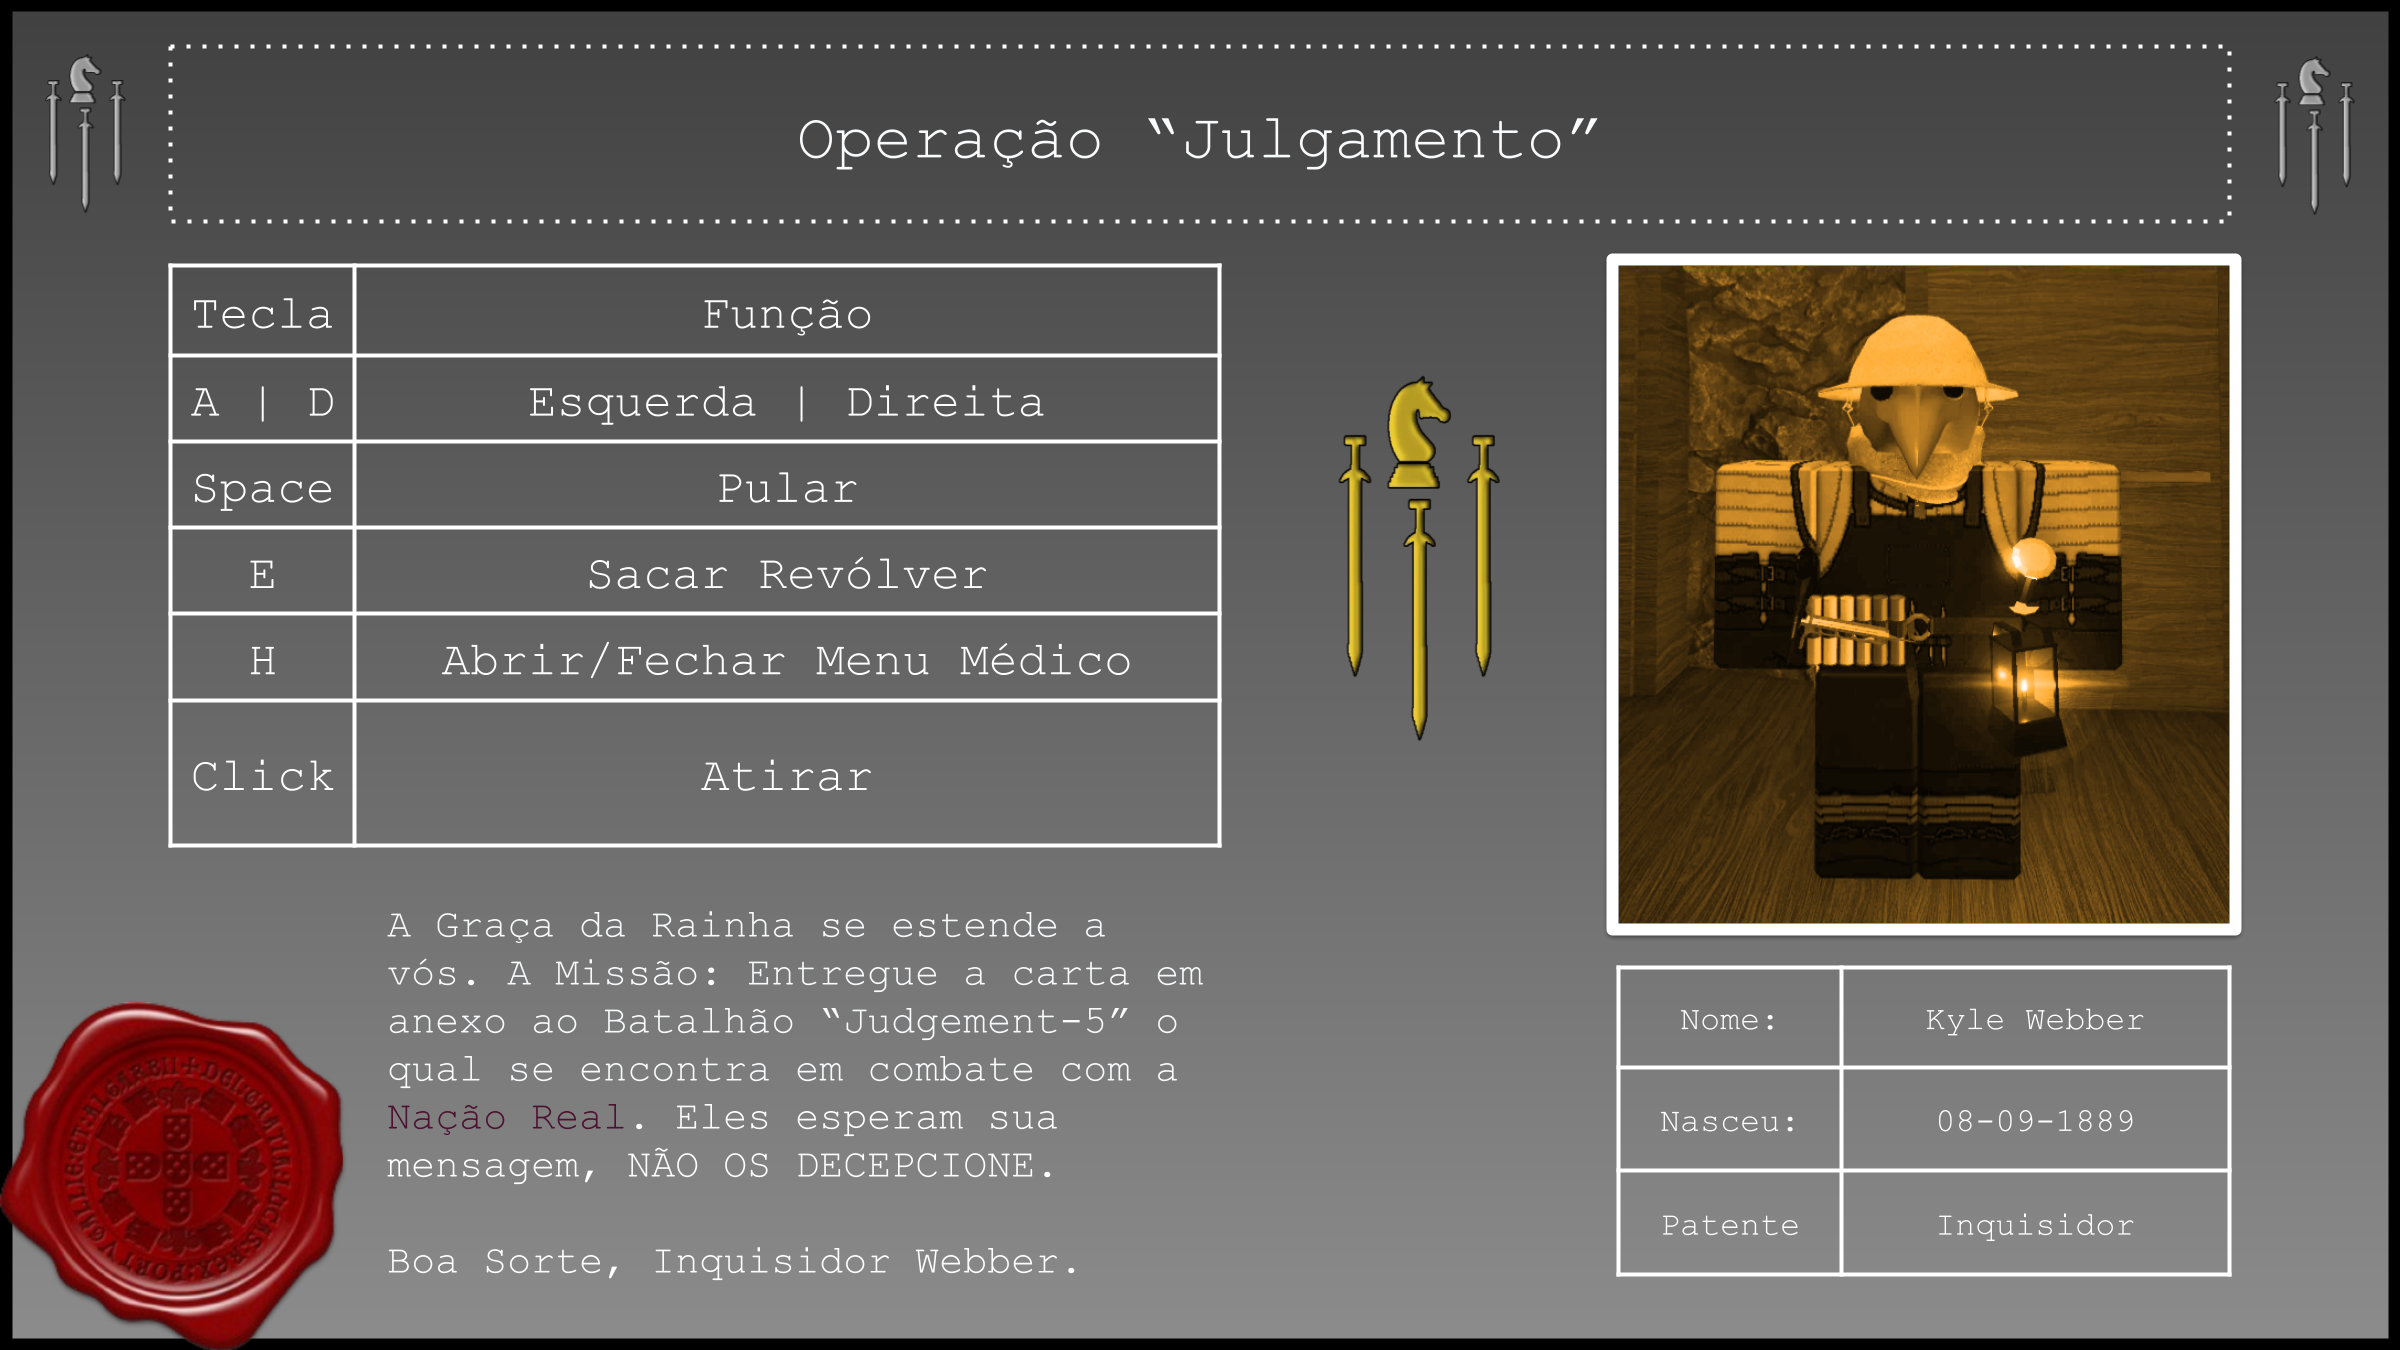 Operação “Julgamento”
Tecla Função
A | D Esquerda | Direita
Space Pular
E Sacar Revólver
H Abrir/Fechar Menu Médico
Click Atirar
A Graça da Rainha se estende a
vós. A Missão: Entregue a carta em
anexo ao Batalhão “Judgement-5” o
qual se encontra em combate com a
Nação Real. Eles esperam sua
mensagem, NÃO OS DECEPCIONE.
Boa Sorte, Inquisidor Webber.
Nome: Kyle Webber
Nasceu: 08-09-1889
Patente Inquisidor